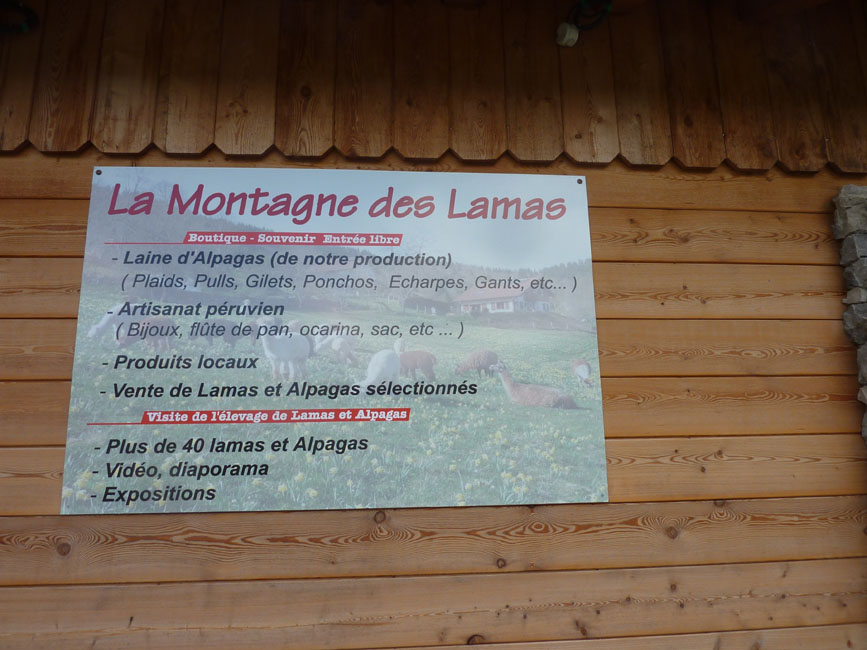 La Montagne des Lamas
Boutique - Souvenir Entrée libre
- Laine d'Alpagas (de notre production)
( Plaids, Pulls, Gilets, Ponchos, Echarpes, Gants, etc... )
- Artisanat péruvien
( Bijoux, flûte de pan, ocarina, sac, etc ... )
- Produits locaux
- Vente de Lamas et Alpagas sélectionnés
Visite de l'élevage de Lamas et Alpagas
- Plus de 40 lamas et Alpagas
- Vidéo, diaporama
- Expositions